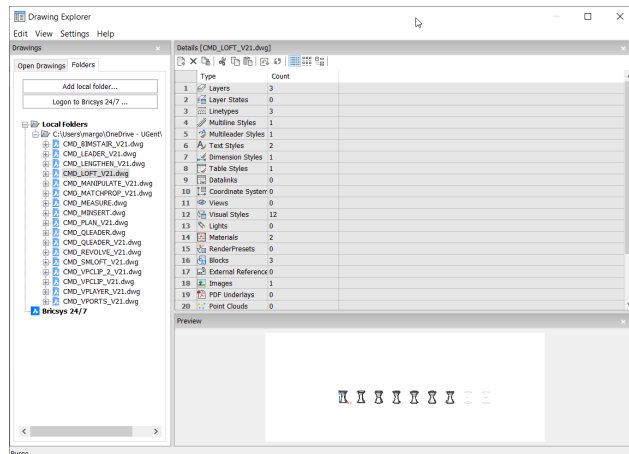 Drawing Explorer
Edit View Settings Help
Drawings
Open Drawings Folders
Add local folder...
Logon to Bricsys 24/7 ...
Local Folders
C:\Users\margo\OneDrive - UGent\
CMD_BIMSTAIR_V21.dwg
CMD_LEADER_V21.dwg
CMD_LENGTHEN_V21.dwg
CMD_LOFT_V21.dwg
CMD_MANIPULATE_V21.dwg
CMD_MATCHPROP_V21.dwg
CMD_MEASURE.dwg
CMD_MINSERT.dwg
CMD_PLAN_V21.dwg
CMD_QLEADER.dwg
CMD_QLEADER_V21.dwg
CMD_REVOLVE_V21.dwg
CMD_SMLOFT_V21.dwg
CMD_VPCLIP_2_V21.dwg
CMD_VPCLIP_V21.dwg
CMD_VPLAYER_V21.dwg
CMD_VPORTS_V21.dwg
Bricsys 24/7
Details [CMD_LOFT_V21.dwg]
Type Count
1 Layers 3
2 Layer States 0
3 Linetypes 3
4 Multiline Styles 1
5 Multileader Styles 1
6 Text Styles 2
7 Dimension Styles 1
8 Table Styles 1
9 Datalinks 0
10 Coordinate System 0
11 Views 0
12 Visual Styles 12
13 Lights 0
14 Materials 2
15 RenderPresets 0
16 Blocks 3
17 External Reference 0
18 Images 1
19 PDF Underlays 0
20 Point Clouds 0
Preview